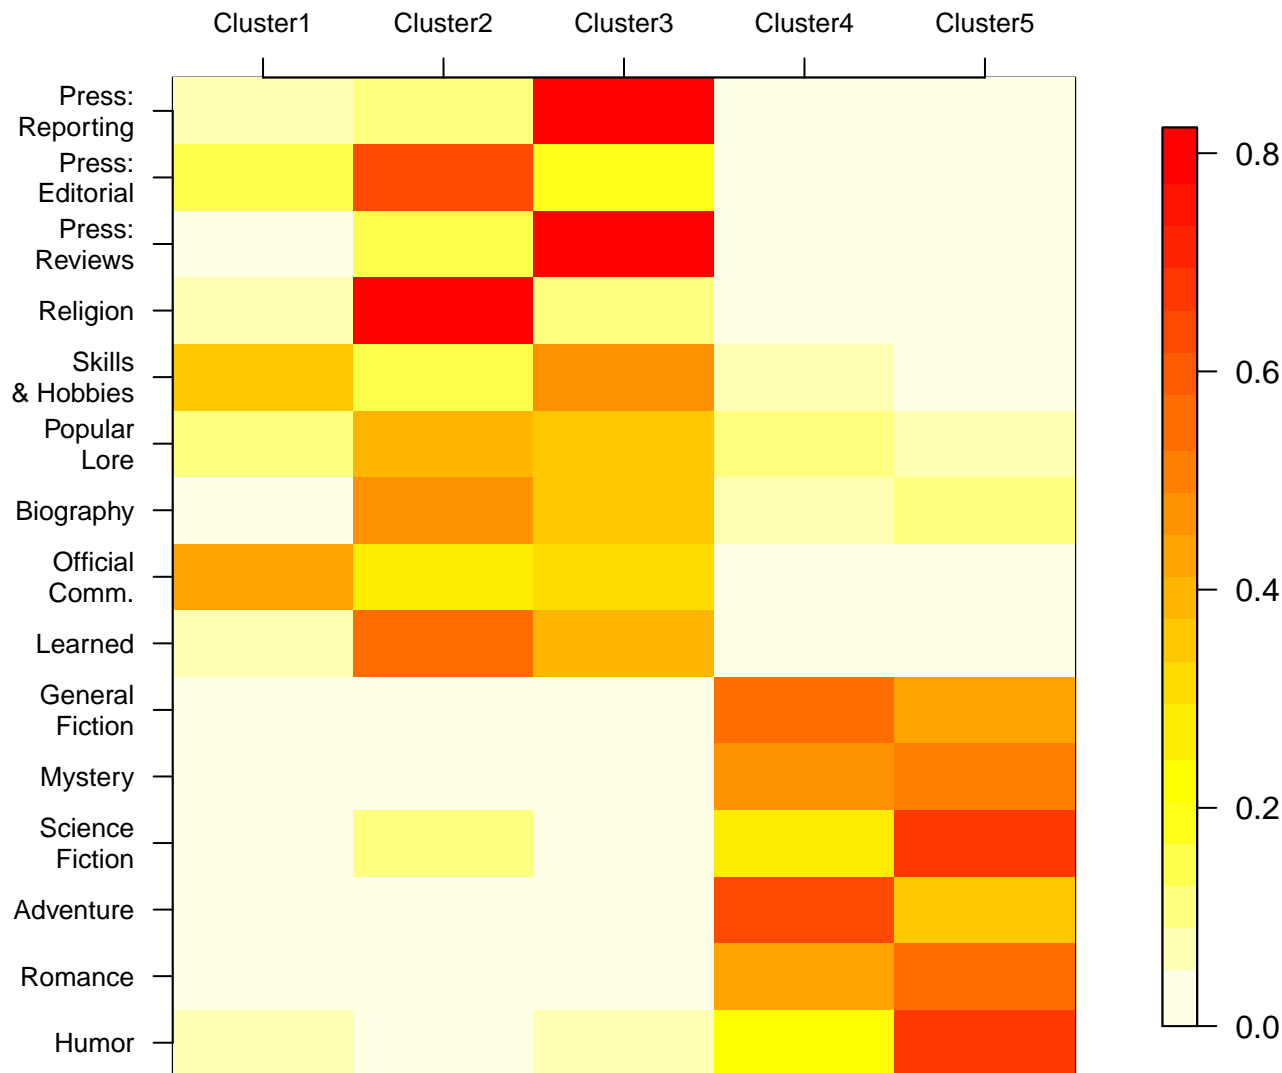 Cluster1 Cluster2 Cluster3 Cluster4 Cluster5
Press:
Reporting
Press:
Editorial
Press:
Reviews
Religion
Skills
& Hobbies
Popular
Lore
Biography
Official
Comm.
Learned
General
Fiction
Mystery
Science
Fiction
Adventure
Romance
Humor
0.8
0.6
0.4
0.2
0.0